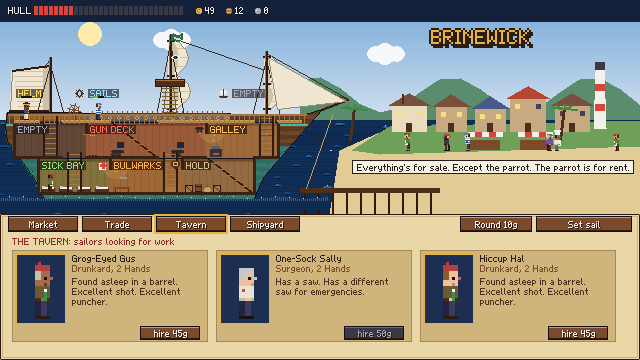 HULL 49 12 0
BRINEWICK
HELM SAILS EMPTY
EMPTY GUN DECK GALLEY
SICK BAY BULWARKS HOLD
Everything's for sale. Except the parrot. The parrot is for rent.
Market Trade Tavern Shipyard Round 10g Set sail
THE TAVERN: sailors looking for work
Grog-Eyed Gus
Drunkard, 2 Hands
Found asleep in a barrel.
Excellent shot. Excellent
puncher.
hire 45g
One-Sock Sally
Surgeon, 2 Hands
Has a saw. Has a different
saw for emergencies.
hire 50g
Hiccup Hal
Drunkard, 2 Hands
Found asleep in a barrel.
Excellent shot. Excellent
puncher.
hire 45g